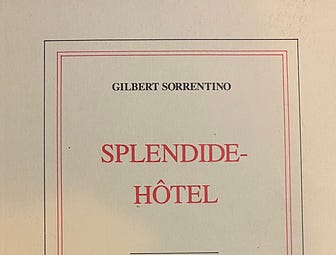 GILBERT SORRENTINO
SPLENDIDE-
HÔTEL